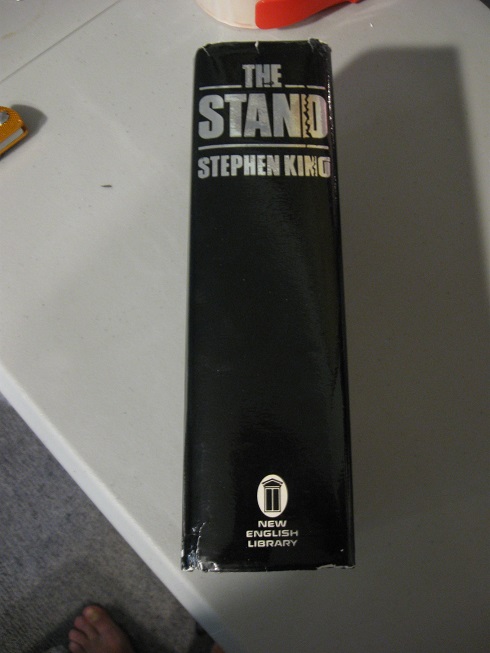 THE
STAND
STEPHEN KING
NEW
ENGLISH
LIBRARY